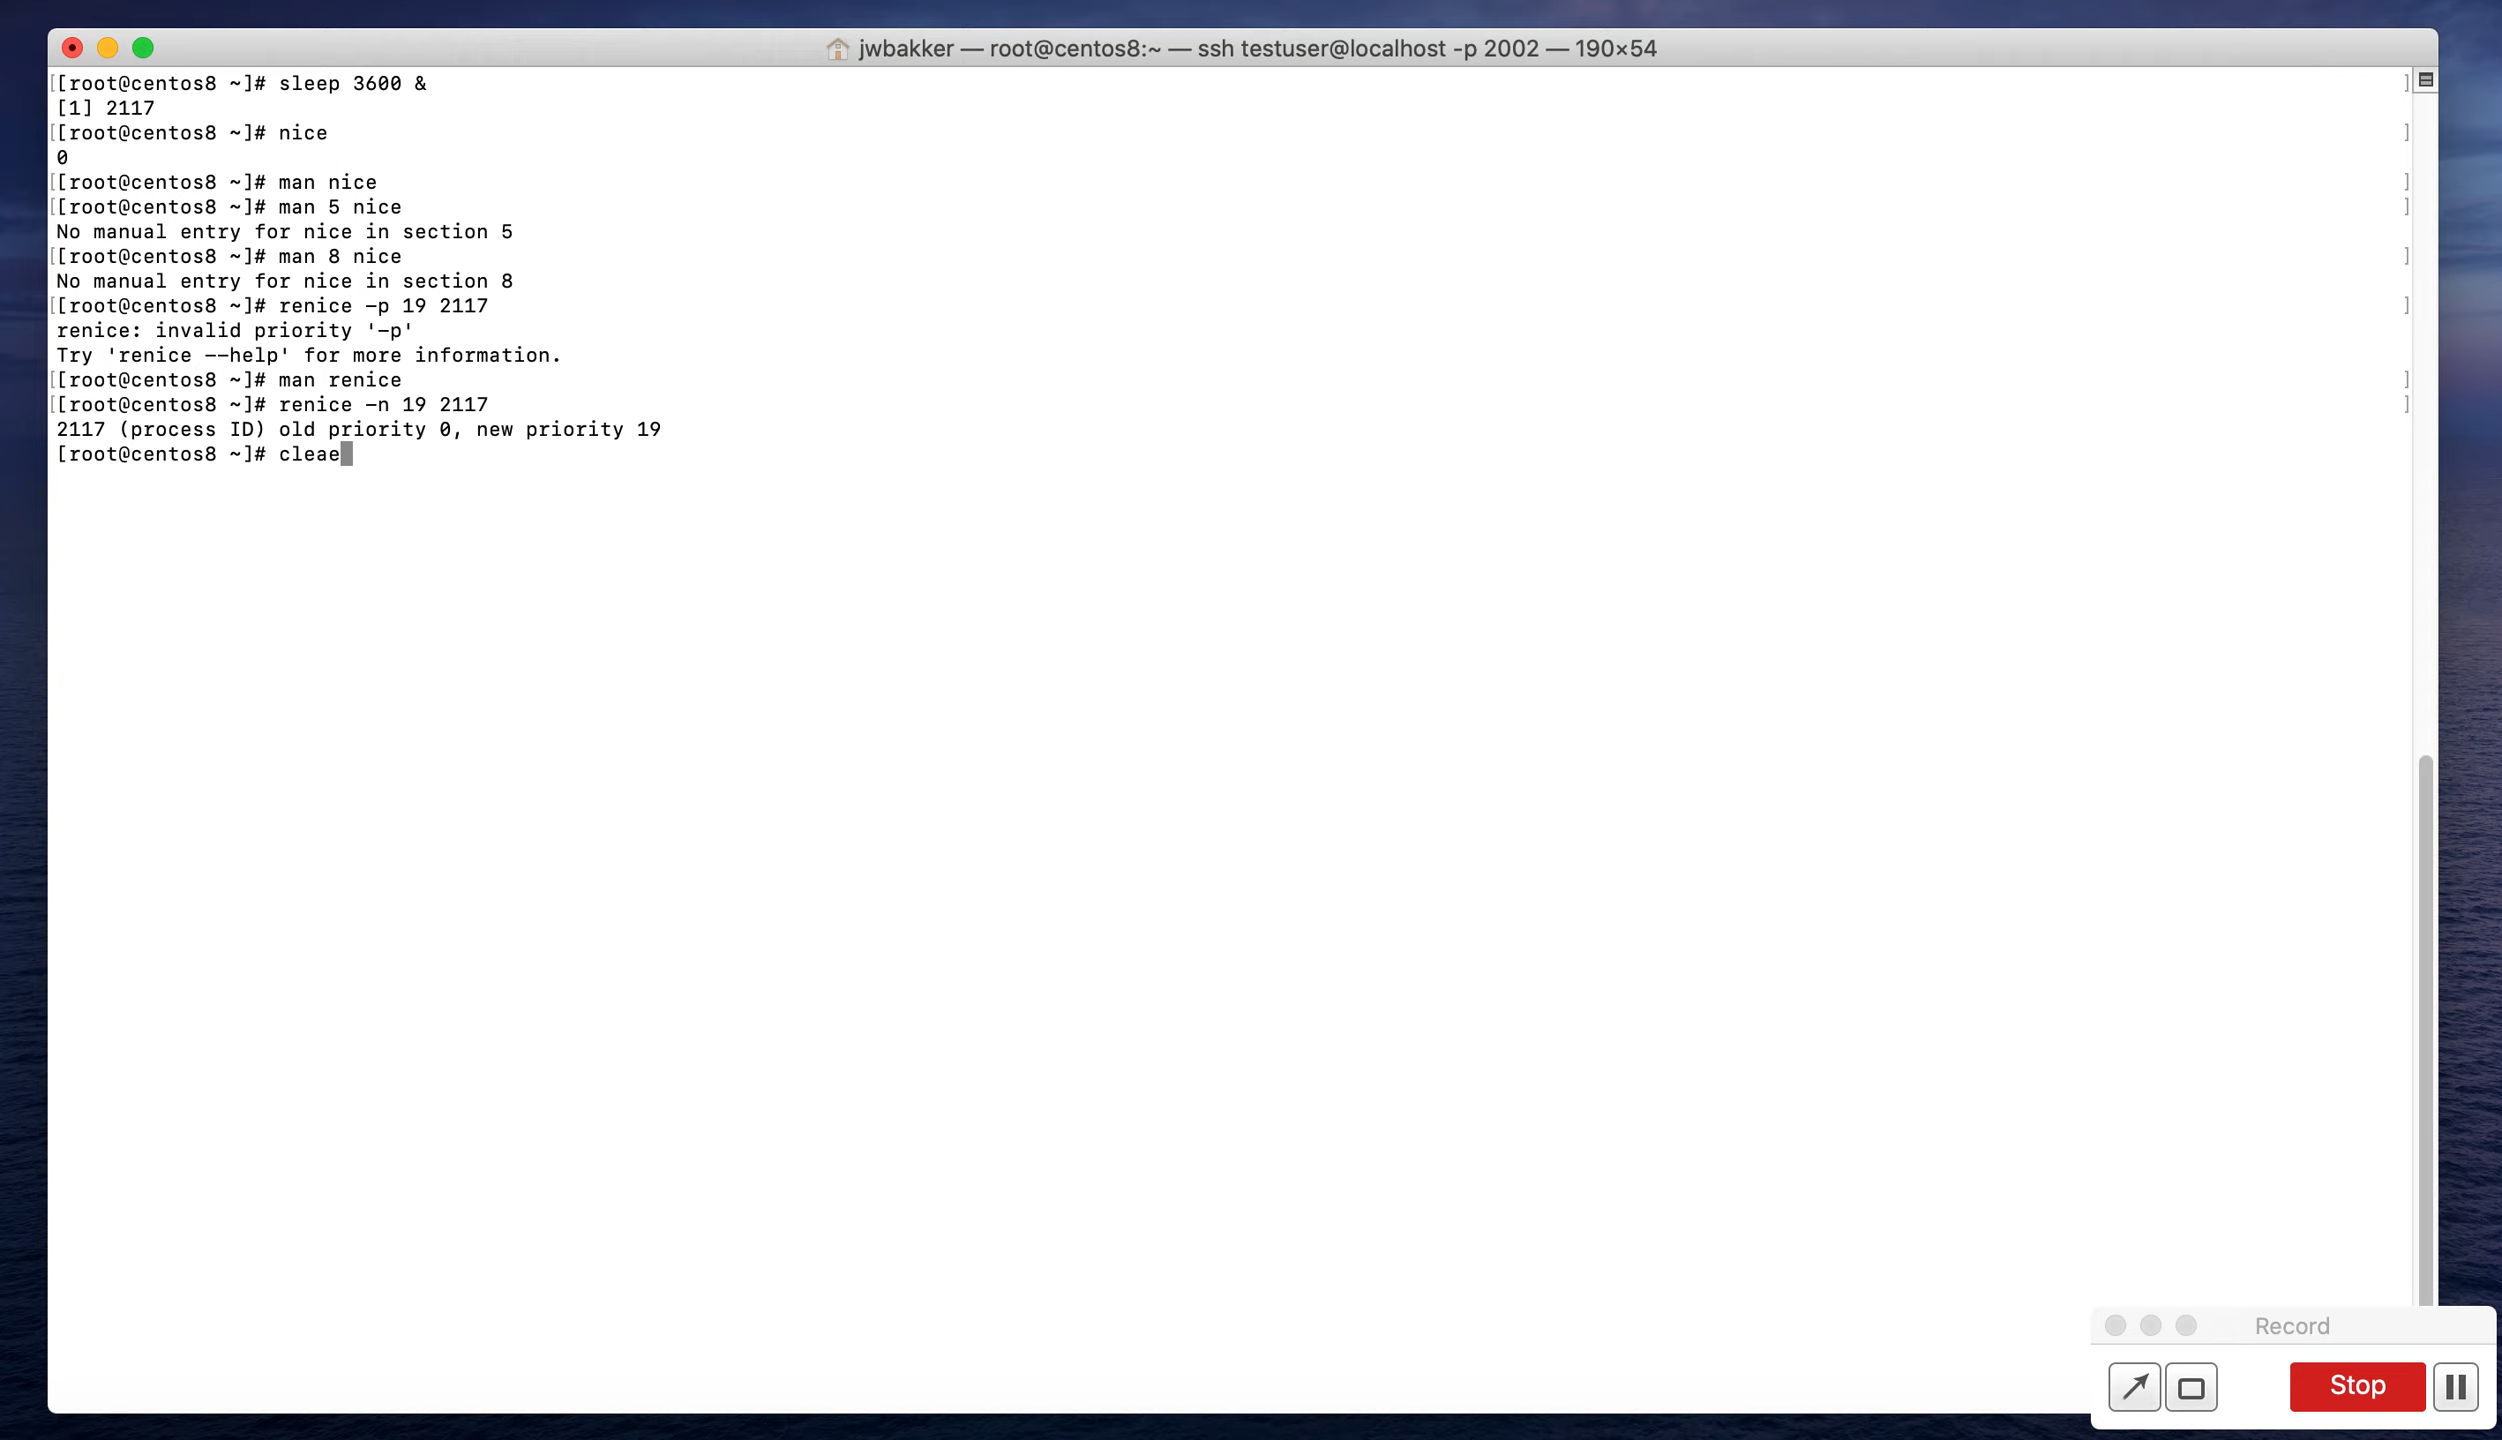 jwbakker — root@centos8:~ — ssh testuser@localhost -p 2002 — 190×54
[[root@centos8 ~]# sleep 3600 & ]
[1] 2117
[[root@centos8 ~]# nice ]
0
[[root@centos8 ~]# man nice ]
[[root@centos8 ~]# man 5 nice ]
No manual entry for nice in section 5
[[root@centos8 ~]# man 8 nice ]
No manual entry for nice in section 8
[[root@centos8 ~]# renice -p 19 2117 ]
renice: invalid priority '-p'
Try 'renice --help' for more information.
[[root@centos8 ~]# man renice ]
[[root@centos8 ~]# renice -n 19 2117 ]
2117 (process ID) old priority 0, new priority 19
[root@centos8 ~]# cleae
Record
Stop